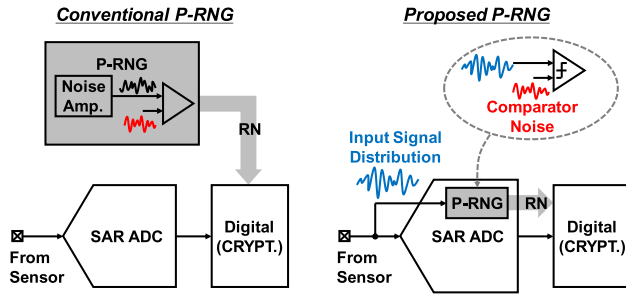 Conventional P-RNG
P-RNG
Noise
Amp.
RN
From
Sensor
SAR ADC
Digital
(CRYPT.)
Proposed P-RNG
Comparator
Noise
Input Signal
Distribution
P-RNG
RN
SAR ADC
From
Sensor
Digital
(CRYPT.)